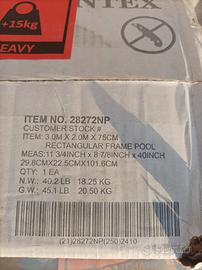 +15kg
HEAVY
INTEX
ITEM NO. 28272NP
CUSTOMER STOCK #
ITEM: 3.0M X 2.0M X 75CM
RECTANGULAR FRAME POOL
MEAS:11 3/4INCH x 8 7/8INCH x 40INCH
29.8CMX22.5CMX101.6CM
QTY: 1 EA
N.W: 40.2 LB 18.25 KG
G.W.: 45.1 LB 20.50 KG
(21)28272NP(250)2410